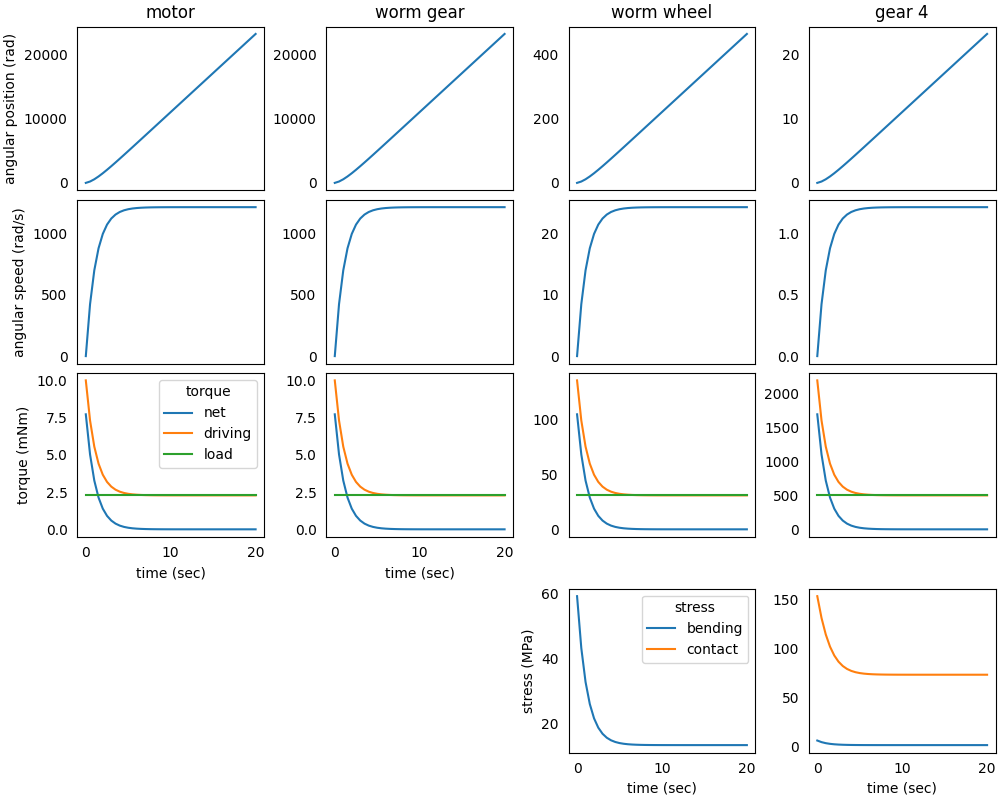 motor worm gear worm wheel gear 4
angular position (rad)
20000
10000
0
20000
10000
0
400
200
0
20
10
0
angular speed (rad/s)
1000
500
0
1000
500
0
20
10
0
1.0
0.5
0.0
torque (mNm)
10.0
7.5
5.0
2.5
0.0
torque
net
driving
load
0 10 20
time (sec)
10.0
7.5
5.0
2.5
0.0
0 10 20
time (sec)
100
50
0
2000
1500
1000
500
0
stress (MPa)
60
40
20
stress
bending
contact
0 10 20
time (sec)
150
100
50
0
0 10 20
time (sec)